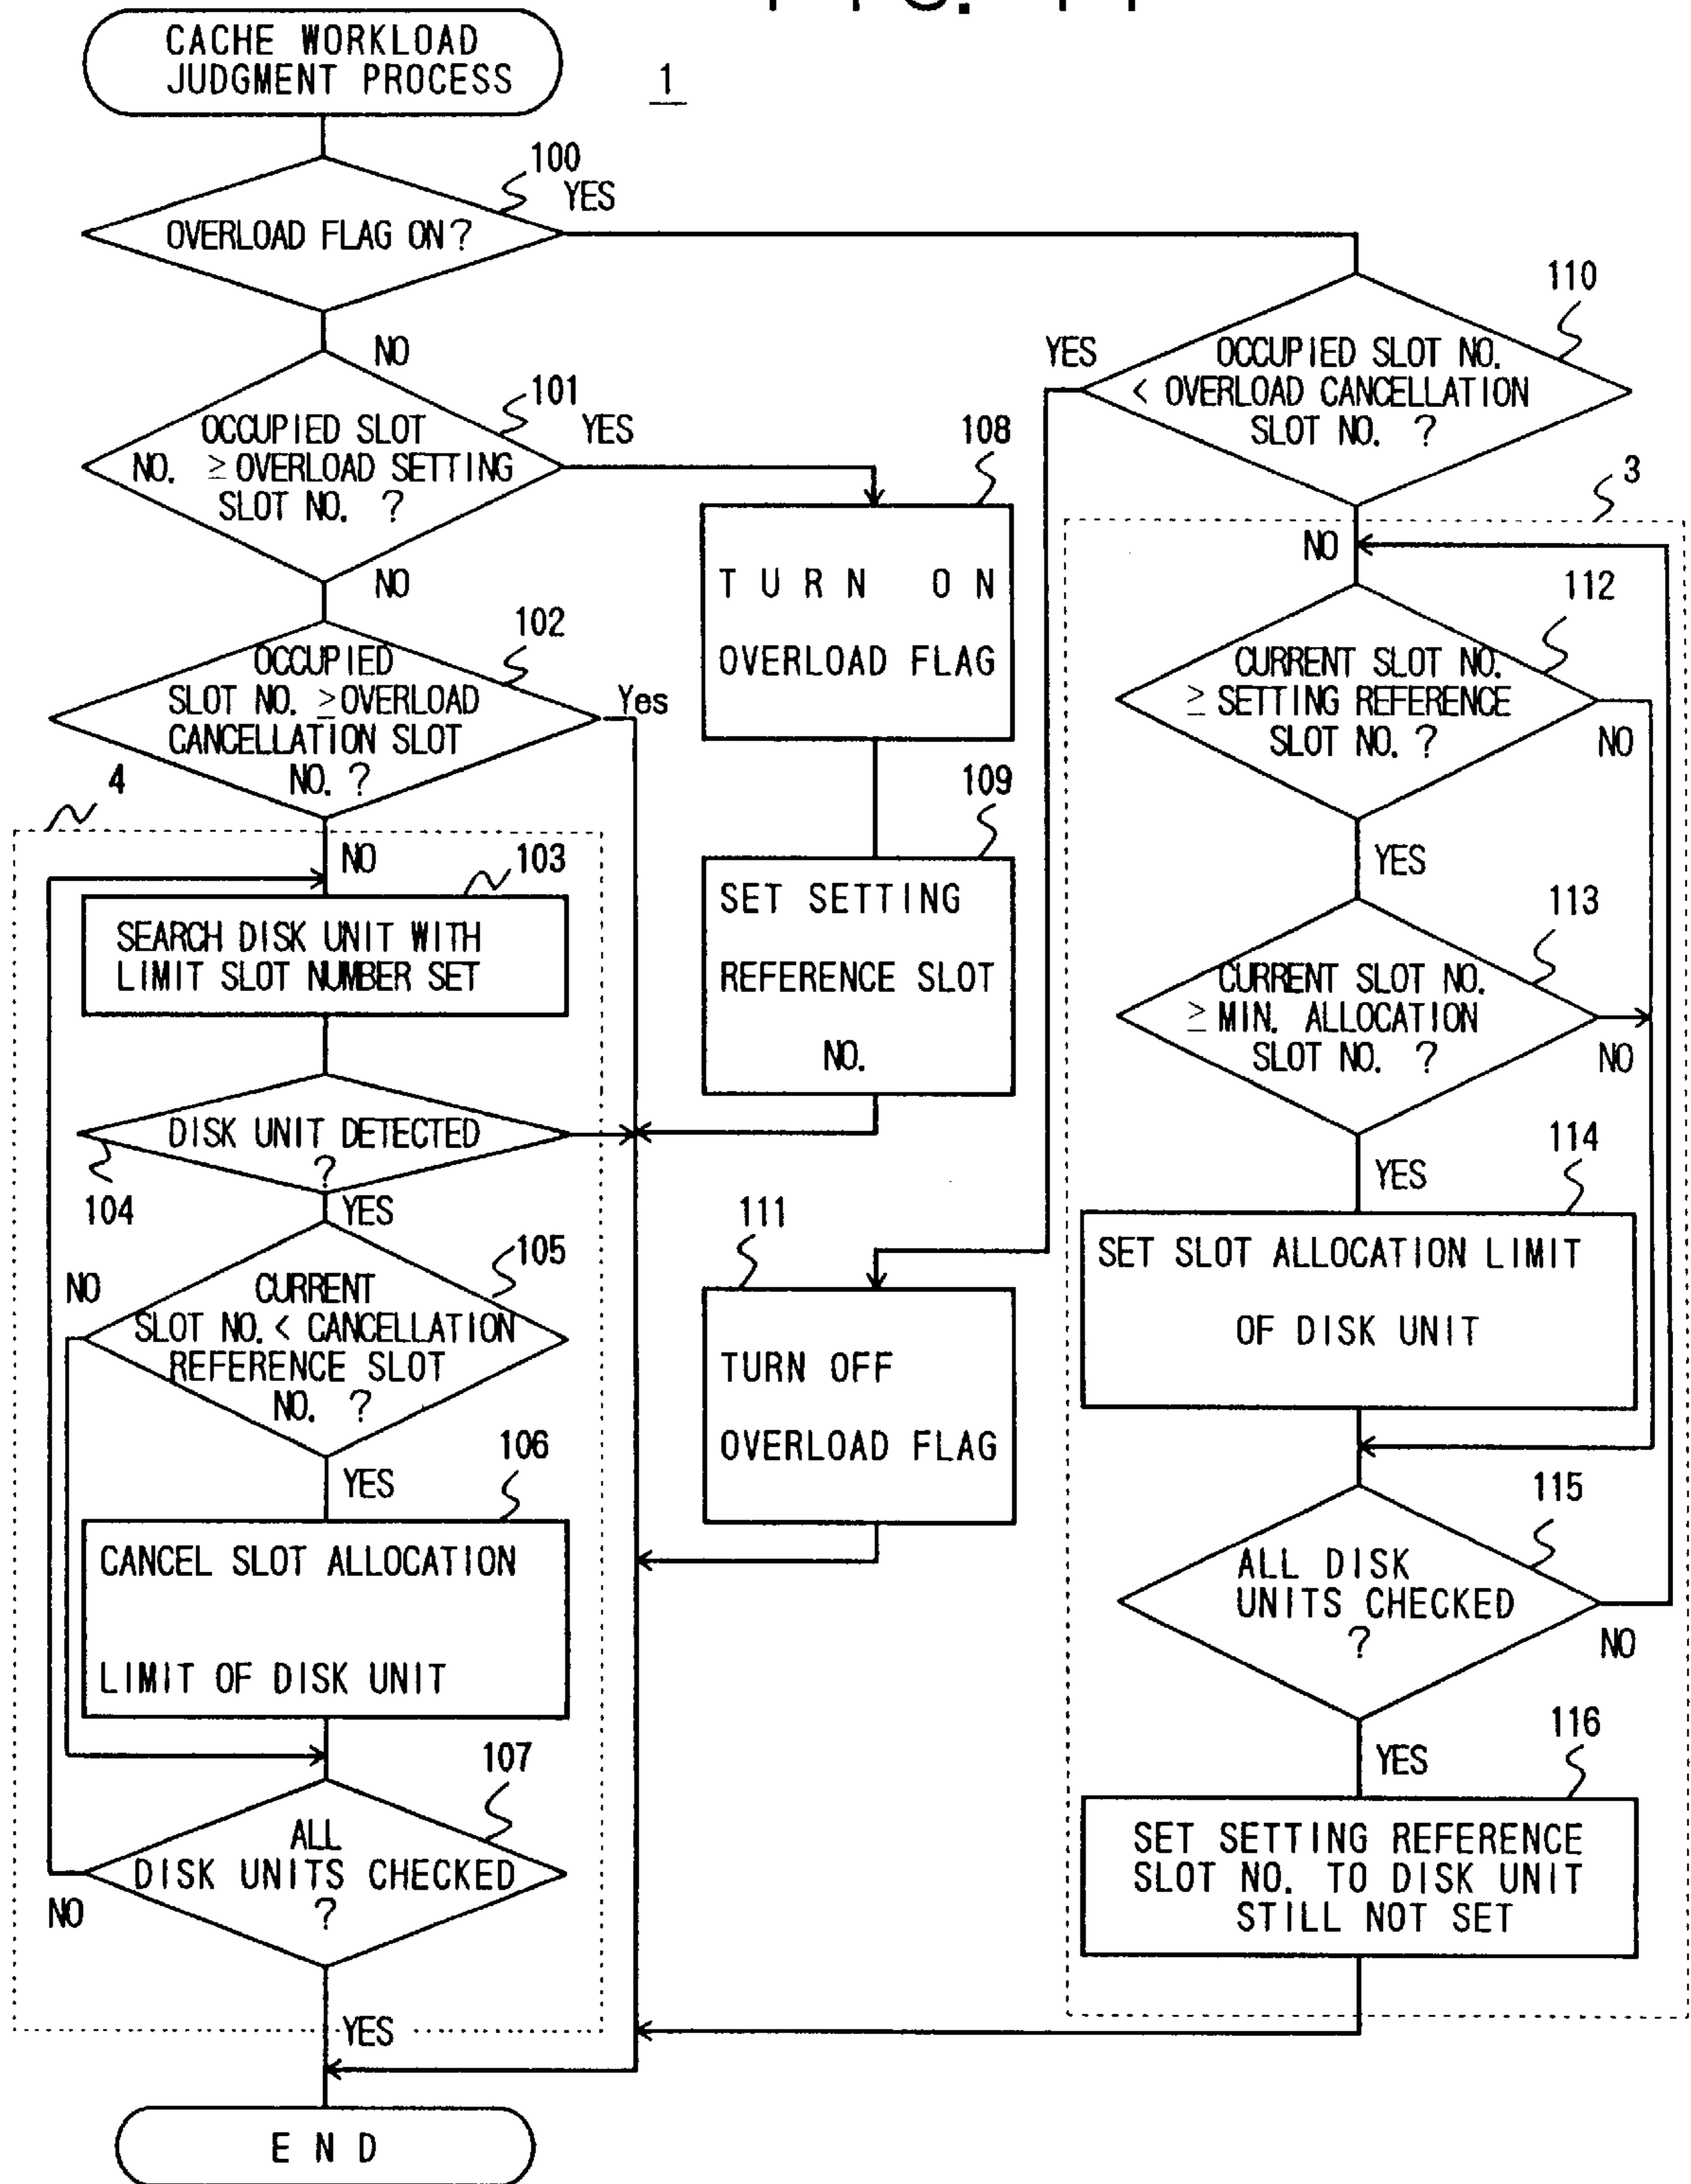 CACHE WORKLOAD
JUDGMENT PROCESS
1
100
YES
OVERLOAD FLAG ON?
NO
101
YES
OCCUPIED SLOT
NO. ≥ OVERLOAD SETTING
SLOT NO. ?
NO
102
Yes
OCCUPIED
SLOT NO. ≥ OVERLOAD
CANCELLATION SLOT
NO. ?
4
NO
103
SEARCH DISK UNIT WITH
LIMIT SLOT NUMBER SET
DISK UNIT DETECTED
?
104
YES
105
NO
CURRENT
SLOT NO. < CANCELLATION
REFERENCE SLOT
NO. ?
106
YES
CANCEL SLOT ALLOCATION
LIMIT OF DISK UNIT
107
ALL
DISK UNITS CHECKED
?
NO
YES
END
108
TURN ON
OVERLOAD FLAG
109
SET SETTING
REFERENCE SLOT
NO.
111
TURN OFF
OVERLOAD FLAG
110
YES
OCCUPIED SLOT NO.
< OVERLOAD CANCELLATION
SLOT NO. ?
3
NO
112
CURRENT SLOT NO.
≥ SETTING REFERENCE
SLOT NO. ?
NO
YES
113
CURRENT SLOT NO.
≥ MIN. ALLOCATION
SLOT NO. ?
NO
YES
114
SET SLOT ALLOCATION LIMIT
OF DISK UNIT
115
ALL DISK
UNITS CHECKED
?
NO
YES
116
SET SETTING REFERENCE
SLOT NO. TO DISK UNIT
STILL NOT SET